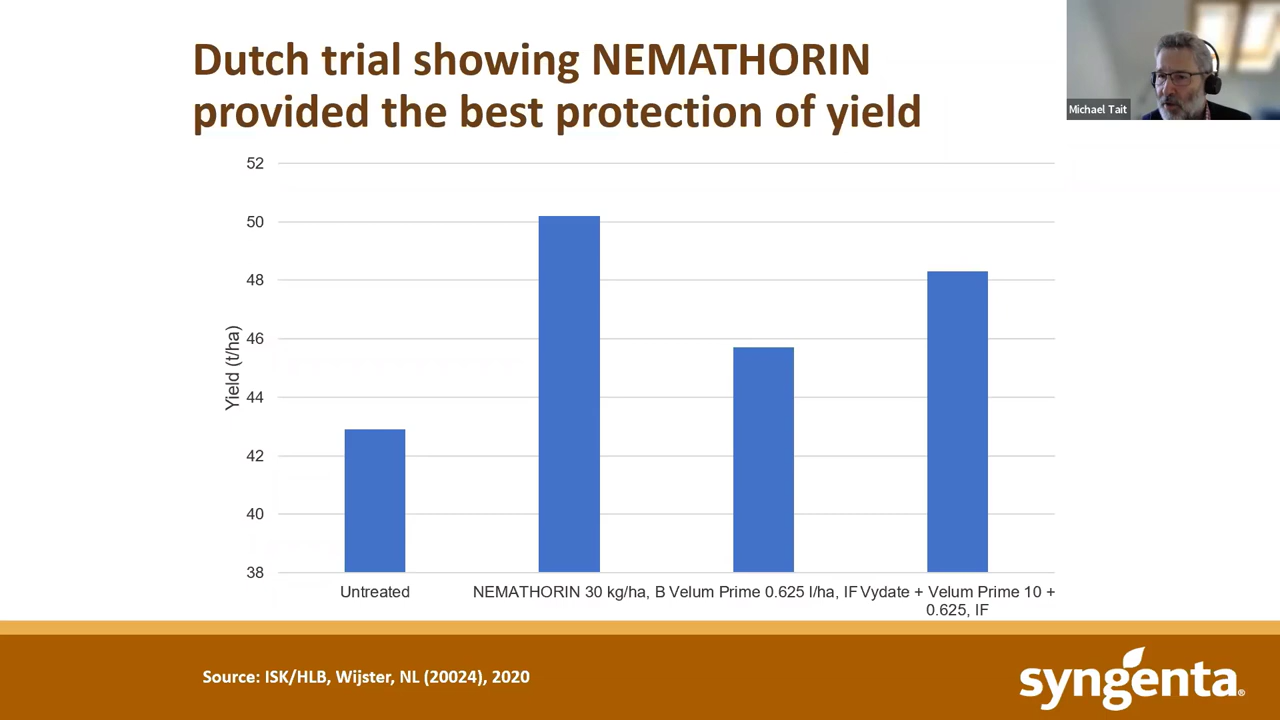 Dutch trial showing NEMATHORIN
provided the best protection of yield
Michael Tait
52
50
48
46
44
42
40
38
Yield (t/ha)
Untreated
NEMATHORIN 30 kg/ha, B
Velum Prime 0.625 l/ha, IF
Vydate + Velum Prime 10 +
0.625, IF
Source: ISK/HLB, Wijster, NL (20024), 2020
syngenta®